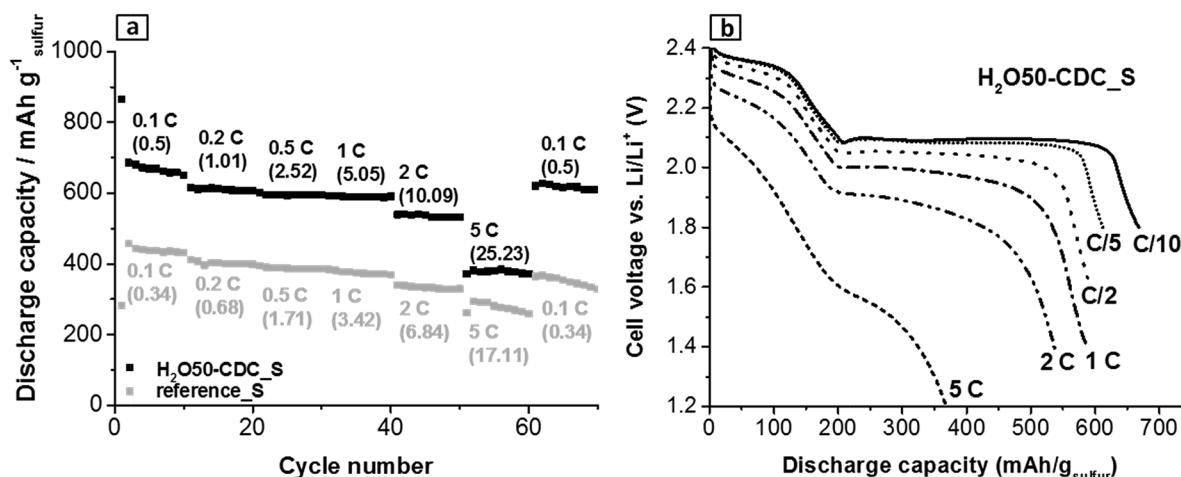 a
Discharge capacity / mAh g⁻¹ sulfur
1000
800
600
400
200
0
0.1 C
(0.5)
0.2 C
(1.01)
0.5 C
(2.52)
1 C
(5.05)
2 C
(10.09)
5 C
(25.23)
0.1 C
(0.5)
0.1 C
(0.34)
0.2 C
(0.68)
0.5 C
(1.71)
1 C
(3.42)
2 C
(6.84)
5 C
(17.11)
0.1 C
(0.34)
H₂O50-CDC_S
reference_S
0 20 40 60
Cycle number
b
Cell voltage vs. Li/Li⁺ (V)
2.4
2.2
2.0
1.8
1.6
1.4
1.2
H₂O50-CDC_S
C/5
C/10
C/2
2 C
1 C
5 C
0 100 200 300 400 500 600 700
Discharge capacity (mAh/g_sulfur)